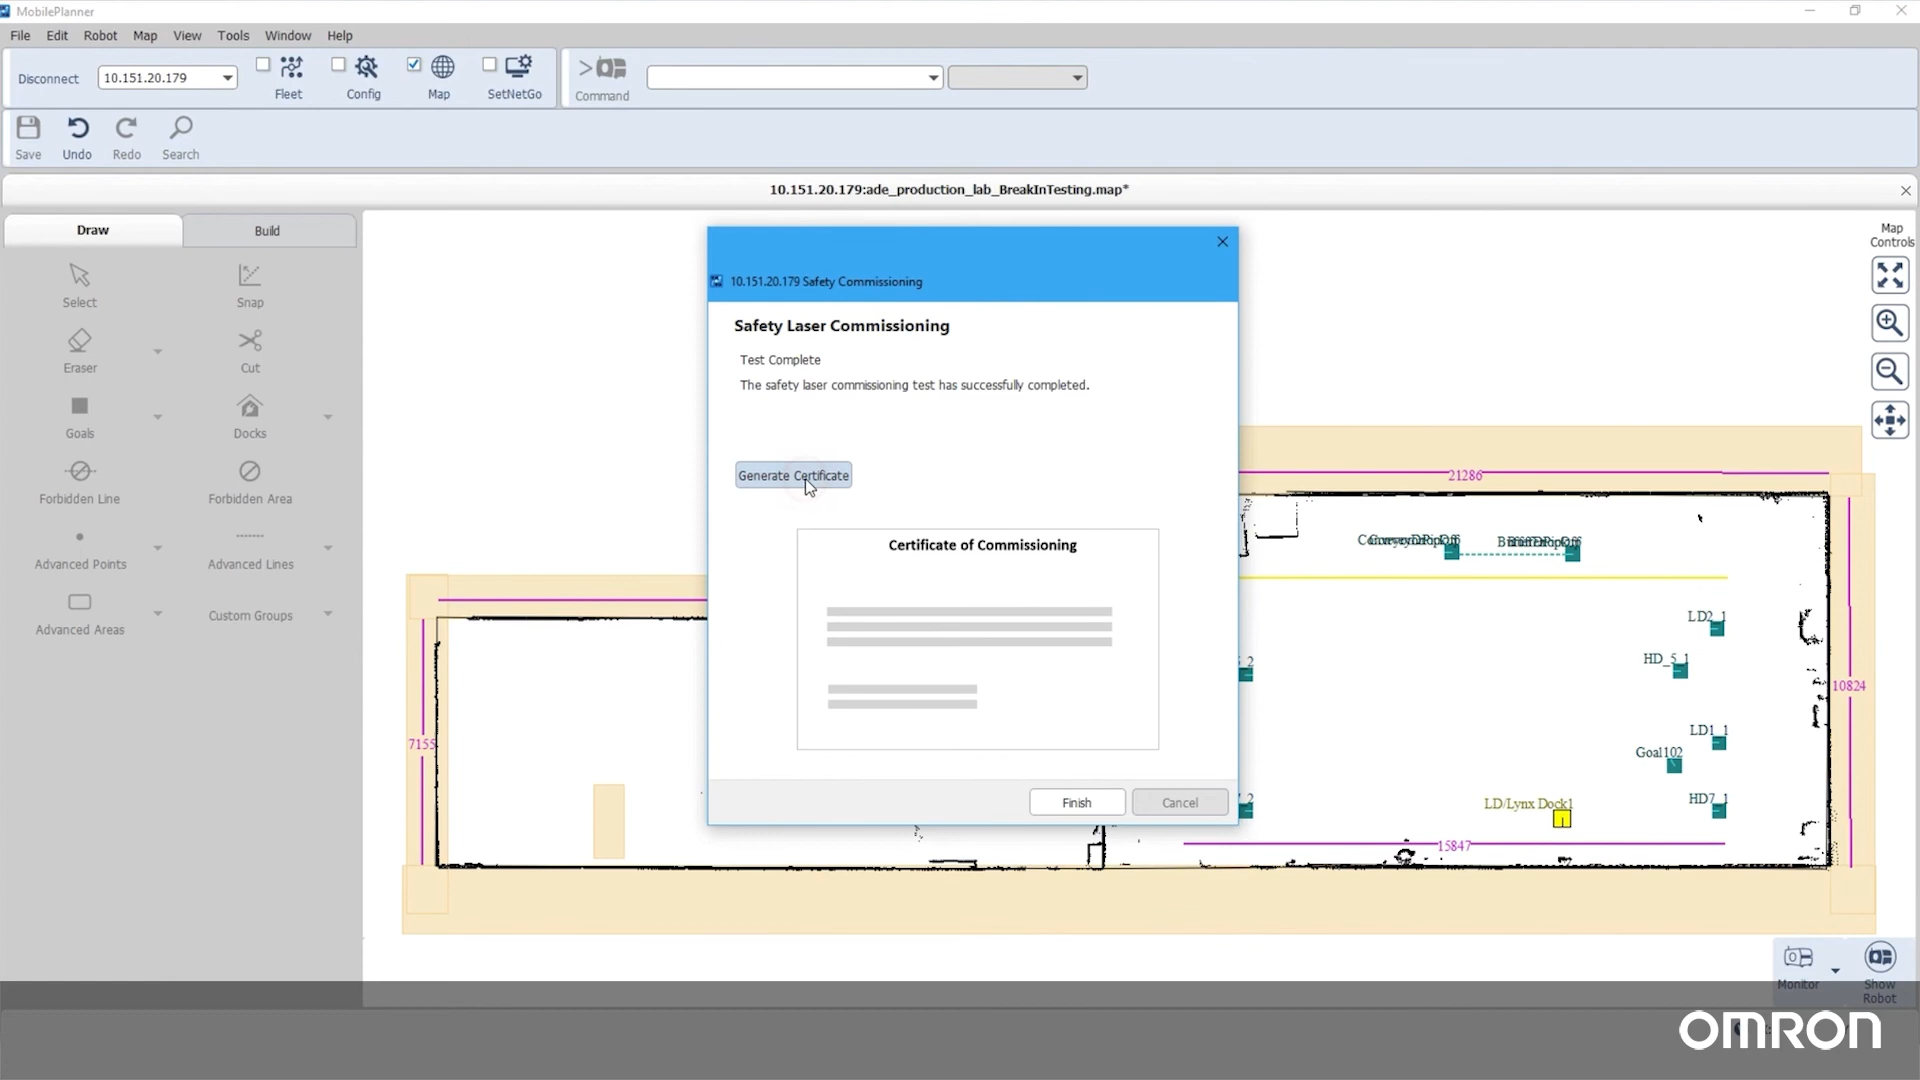 MobilePlanner
File Edit Robot Map View Tools Window Help
Disconnect 10.151.20.179 Fleet Config Map SetNetGo > Command
Save Undo Redo Search
10.151.20.179:ade_production_lab_BreakInTesting.map*
Draw Build
Map Controls
Select Snap
Eraser Cut
Goals Docks
Forbidden Line Forbidden Area
Advanced Points Advanced Lines
Advanced Areas Custom Groups
10.151.20.179 Safety Commissioning
Safety Laser Commissioning
Test Complete
The safety laser commissioning test has successfully completed.
Generate Certificate
Certificate of Commissioning
Finish Cancel
21286
LD2_1
HD_5_1
10824
LD1_1
7155
Goal102
LD/Lynx Dock1
HD7_1
15847
Monitor
Show Robot
OMRON